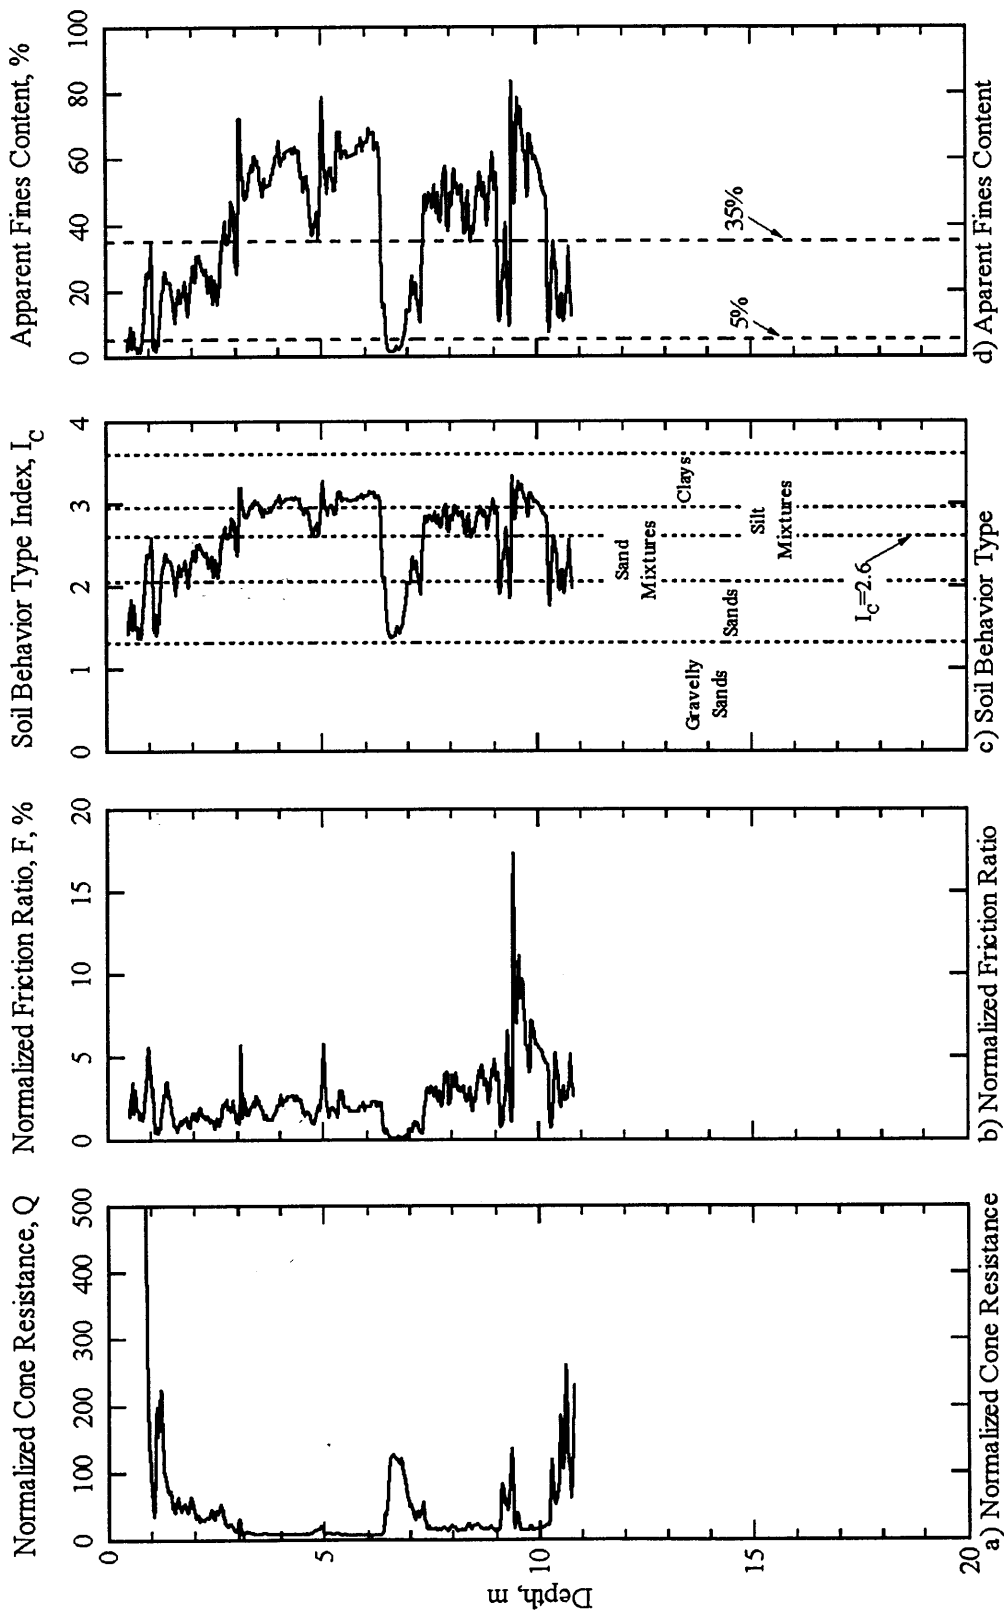 Normalized Cone Resistance, Q
0 100 200 300 400 500
0
5
10
15
20
Depth, m
a) Normalized Cone Resistance
Normalized Friction Ratio, F, %
0 5 10 15 20
b) Normalized Friction Ratio
Soil Behavior Type Index, IC
0 1 2 3 4
Gravelly
Sands
Sands
Sand
Mixtures
Silt
Mixtures
Clays
IC=2.6
c) Soil Behavior Type
Apparent Fines Content, %
0 20 40 60 80 100
5%
35%
d) Aparent Fines Content